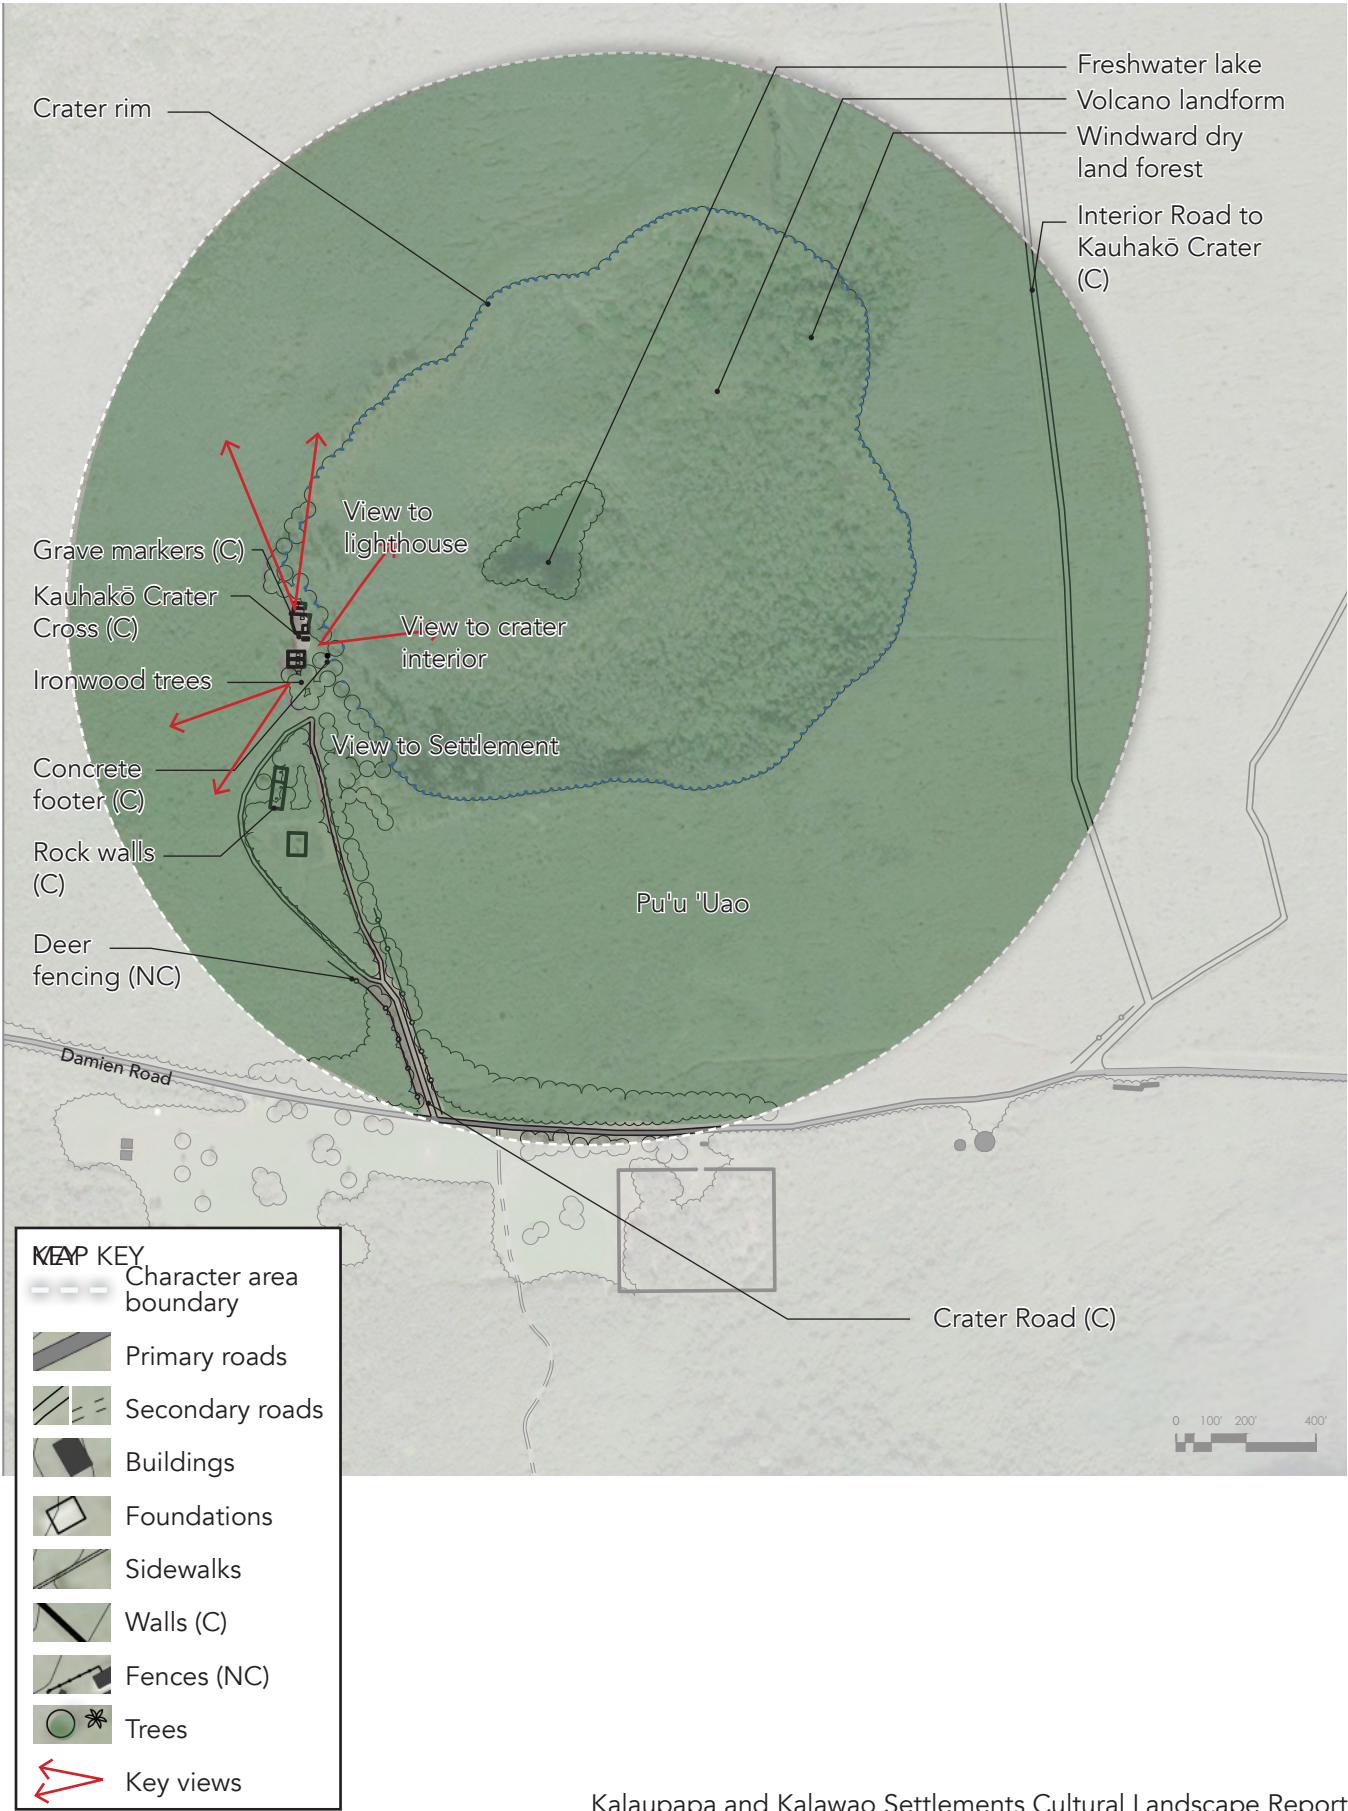 Freshwater lake
Volcano landform
Windward dry
land forest
Interior Road to
Kauhakō Crater
(C)
Crater rim
View to
lighthouse
Grave markers (C)
Kauhakō Crater
Cross (C)
View to crater
interior
Ironwood trees
View to Settlement
Concrete
footer (C)
Rock walls
(C)
Pu'u 'Uao
Deer
fencing (NC)
Damien Road
Crater Road (C)
0 100' 200' 400'
KEY
MAP KEY
Character area
boundary
Primary roads
Secondary roads
Buildings
Foundations
Sidewalks
Walls (C)
Fences (NC)
Trees
Key views
Kalaupapa and Kalawao Settlements Cultural Landscape Report